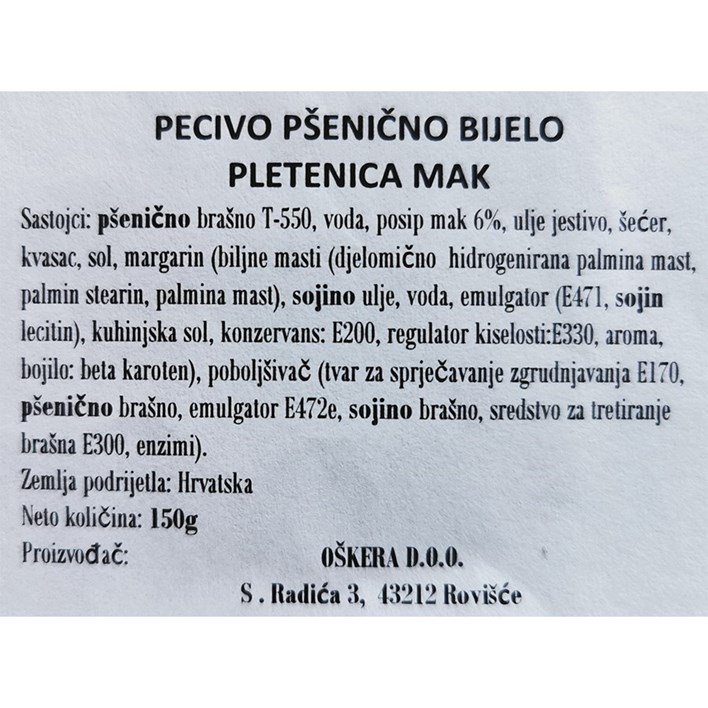 PECIVO PŠENIČNO BIJELO
PLETENICA MAK
Sastojci: pšenično brašno T-550, voda, posip mak 6%, ulje jestivo, šećer,
kvasac, sol, margarin (biljne masti (djelomično hidrogenirana palmina mast,
palmin stearin, palmina mast), sojino ulje, voda, emulgator (E471, sojin
lecitin), kuhinjska sol, konzervans: E200, regulator kiselosti:E330, aroma,
bojilo: beta karoten), poboljšivač (tvar za sprječavanje zgrudnjavanja E170,
pšenično brašno, emulgator E472e, sojino brašno, sredstvo za tretiranje
brašna E300, enzimi).
Zemlja podrijetla: Hrvatska
Neto količina: 150g
Proizvođač: OŠKERA D.O.O.
S . Radića 3, 43212 Rovišće